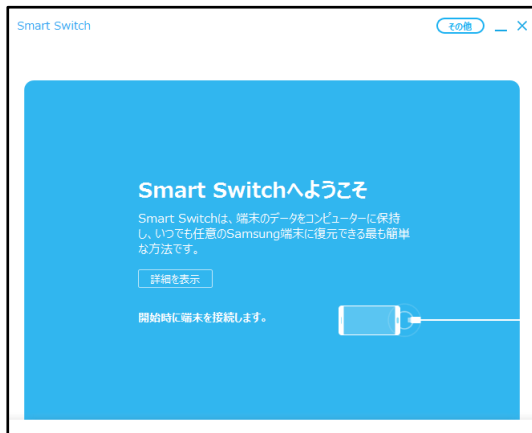 Smart Switch
その他
Smart Switchへようこそ
Smart Switchは、端末のデータをコンピューターに保持
し、いつでも任意のSamsung端末に復元できる最も簡単
な方法です。
詳細を表示
開始時に端末を接続します。